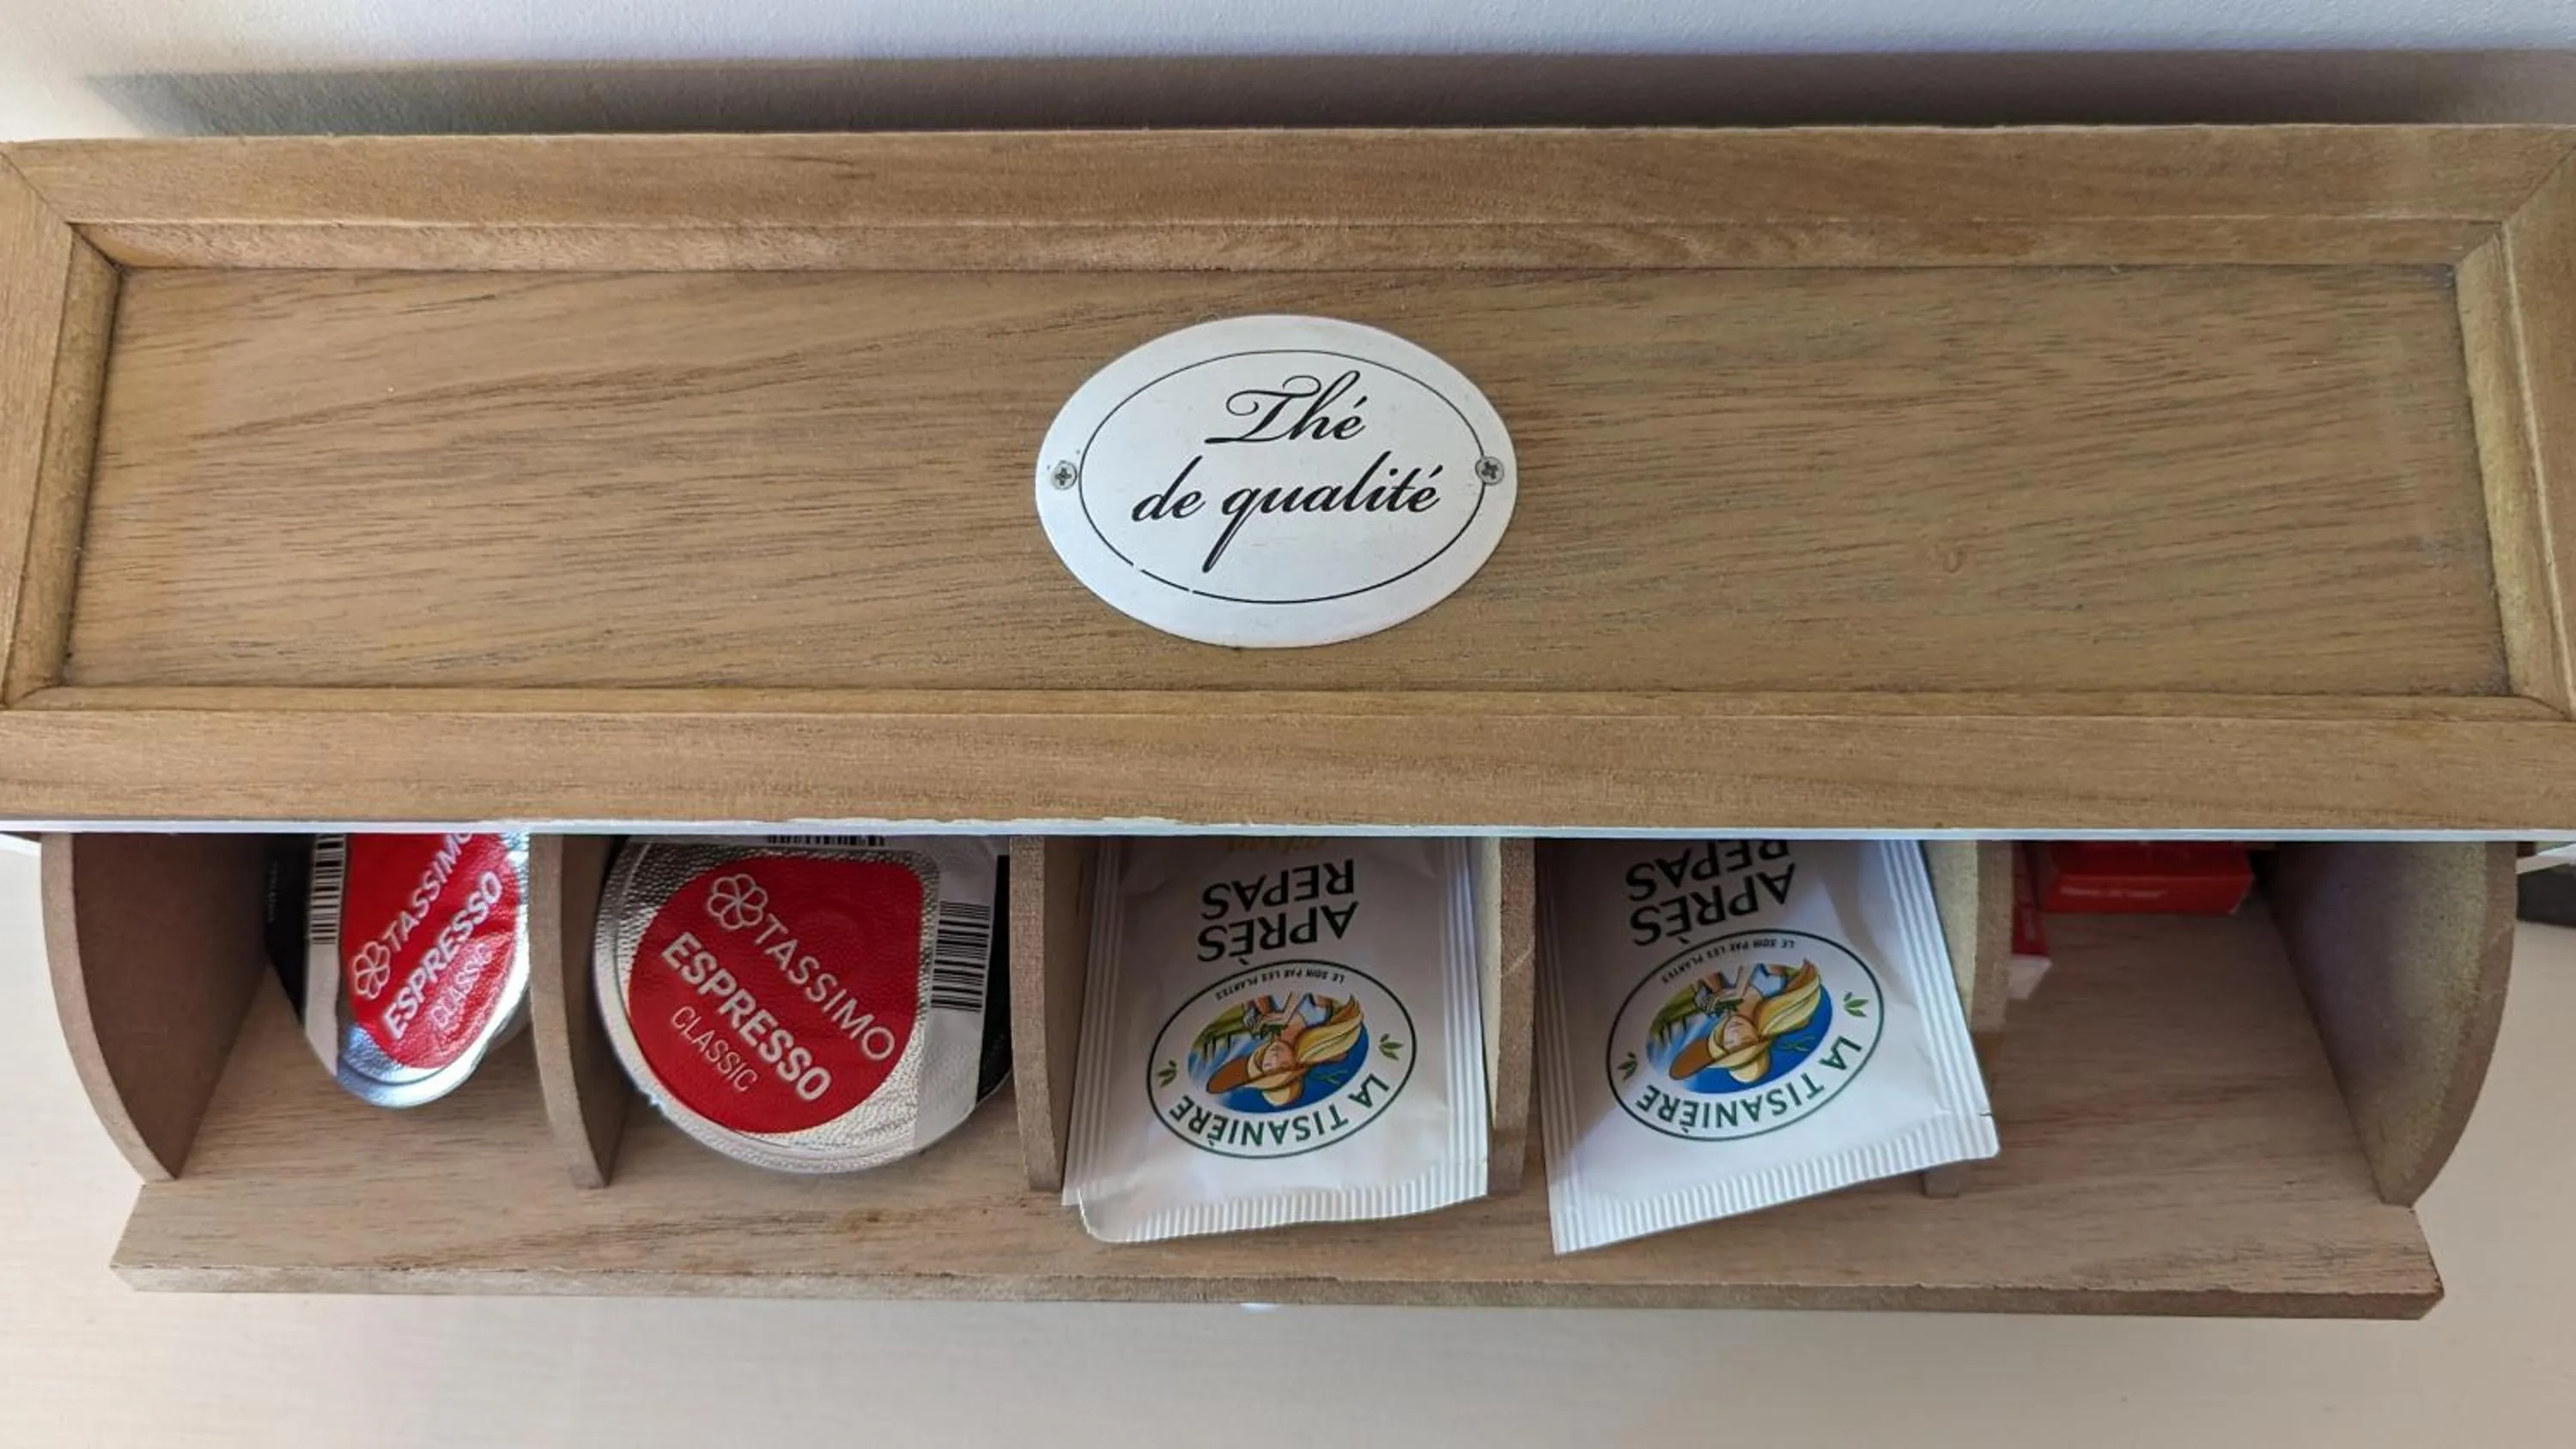 Thé
de qualité
TASSIMO
ESPRESSO
CLASSIC
TASSIMO
ESPRESSO
CLASSIC
APRÈS
REPAS
LE SOIN PAR LES PLANTES
LA TISANIÈRE
APRÈS
REPAS
LE SOIN PAR LES PLANTES
LA TISANIÈRE